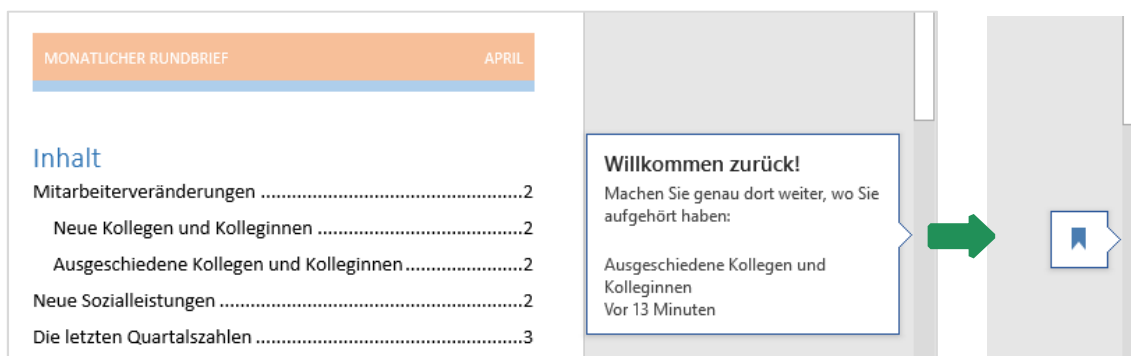 MONATLICHER RUNDBRIEF APRIL
Inhalt
Mitarbeiterveränderungen ..................................................2
Neue Kollegen und Kolleginnen .......................................2
Ausgeschiedene Kollegen und Kolleginnen......................2
Neue Sozialleistungen .........................................................2
Die letzten Quartalszahlen ...................................................3
Willkommen zurück!
Machen Sie genau dort weiter, wo Sie
aufgehört haben:
Ausgeschiedene Kollegen und
Kolleginnen
Vor 13 Minuten